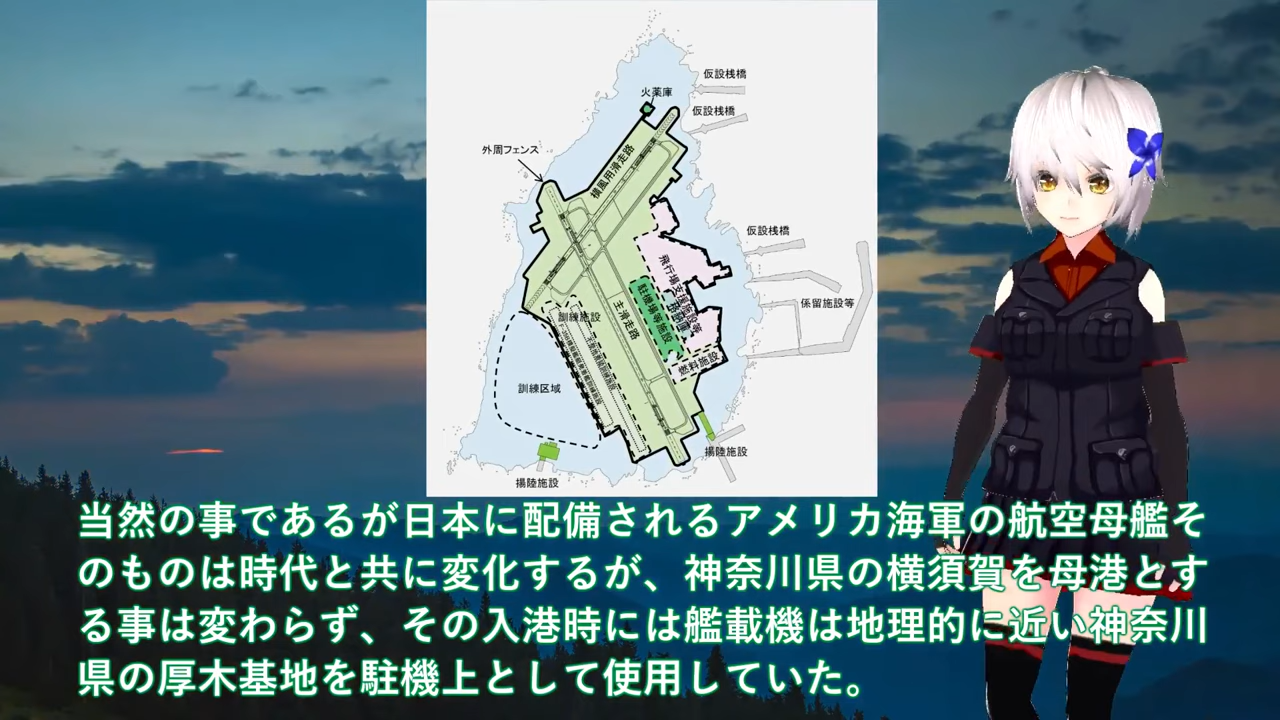 仮設桟橋
火薬庫
仮設桟橋
外周フェンス
横風用滑走路
仮設桟橋
駐機場等施設
係留施設等
訓練施設
主滑走路
燃料施設
訓練区域
揚陸施設
揚陸施設
当然の事であるが日本に配備されるアメリカ海軍の航空母艦そ
のものは時代と共に変化するが、神奈川県の横須賀を母港とす
る事は変わらず、その入港時には艦載機は地理的に近い神奈川
県の厚木基地を駐機上として使用していた。